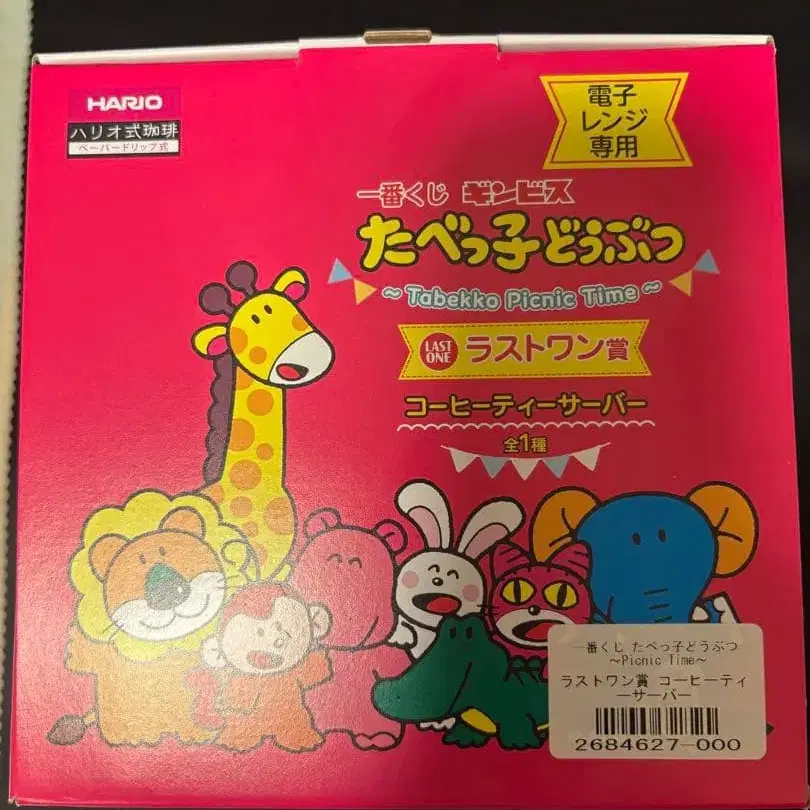 HARIO
ハリオ式珈琲
ペーパードリップ式
電子
レンジ
専用
一番くじ ギンビス
たべっ子どうぶつ
~ Tabekko Picnic Time ~
LAST
ONE
ラストワン賞
コーヒーティーサーバー
全1種
一番くじ たべっ子どうぶつ
～Picnic Time～
ラストワン賞 コーヒーティ
ーサーバー
2684627-000